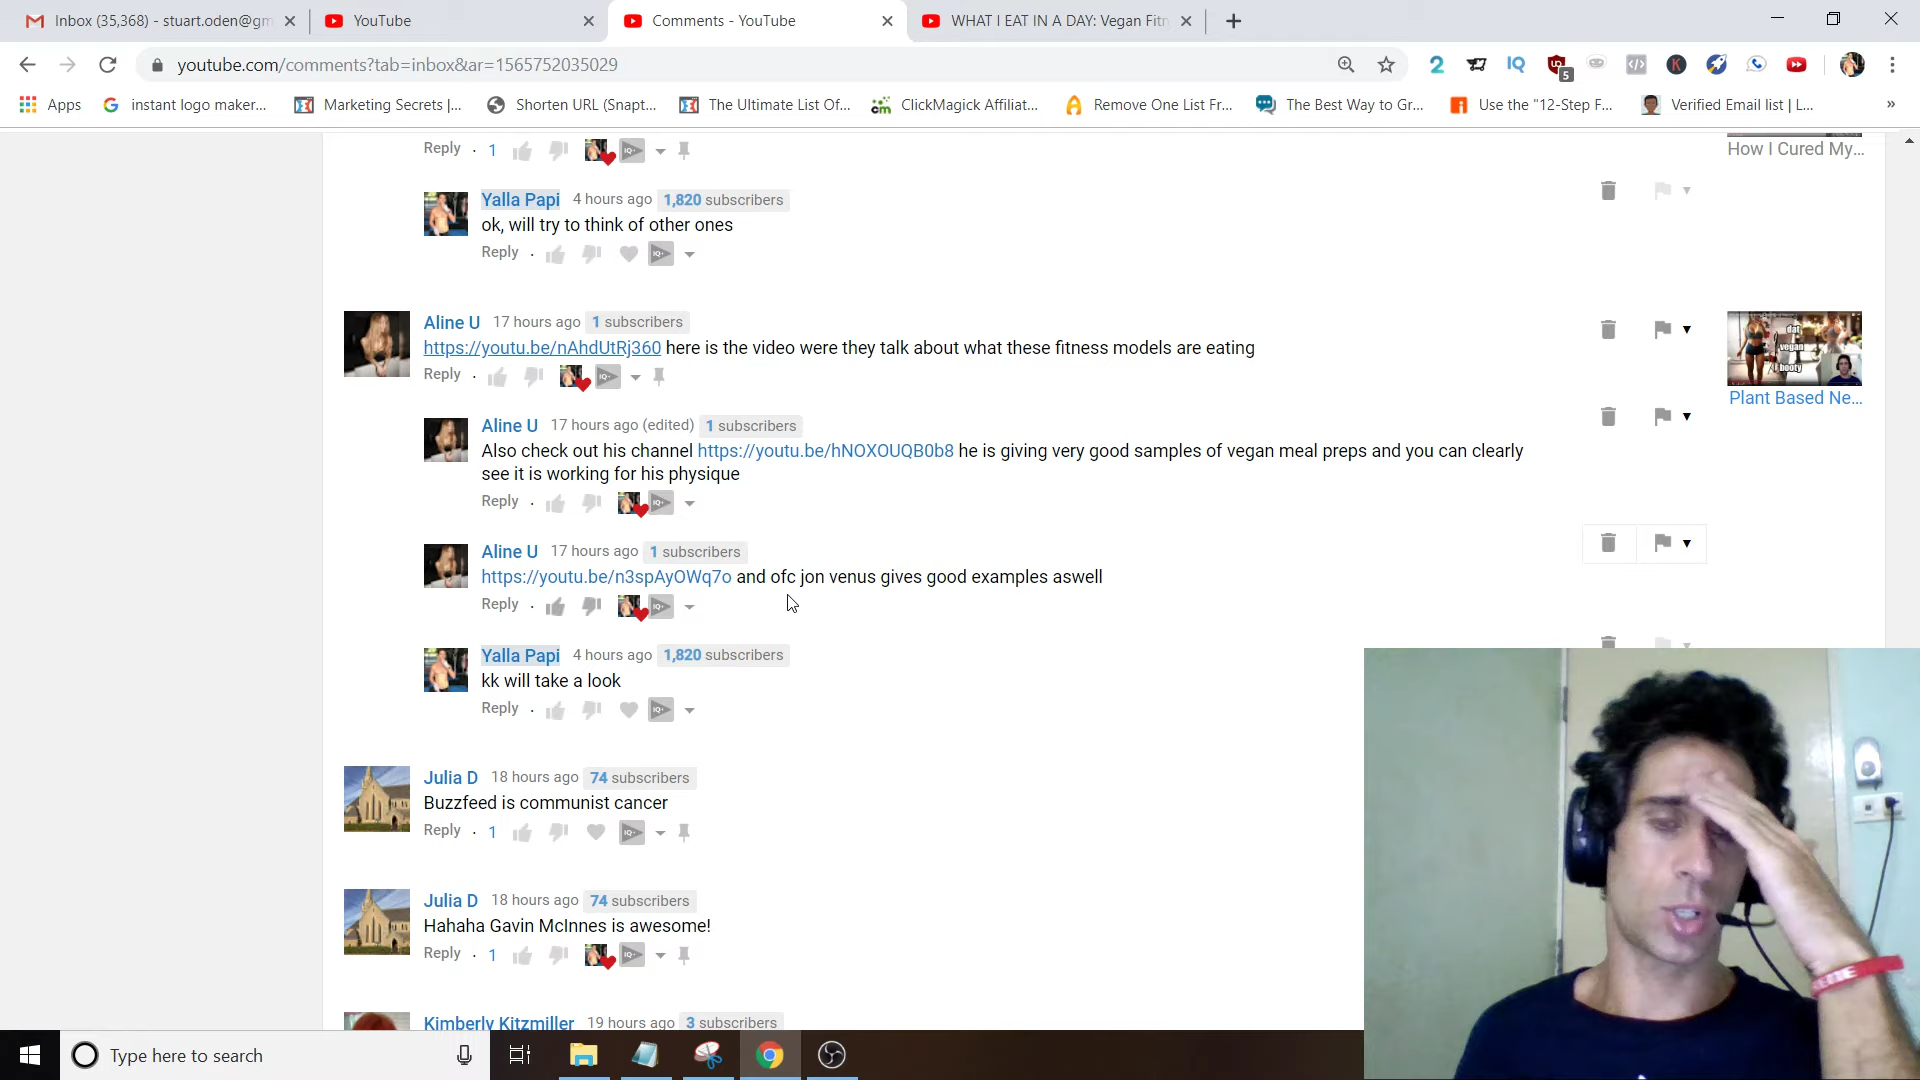 Inbox (35,368) - stuart.oden@gm
YouTube
Comments - YouTube
WHAT I EAT IN A DAY: Vegan Fitn
youtube.com/comments?tab=inbox&ar=1565752035029
5
Apps
instant logo maker...
Marketing Secrets |...
Shorten URL (Snapt...
The Ultimate List Of...
ClickMagick Affiliat...
Remove One List Fr...
The Best Way to Gr...
Use the "12-Step F...
Verified Email list | L...
»
Reply · 1
How I Cured My...
Yalla Papi 4 hours ago 1,820 subscribers
ok, will try to think of other ones
Reply ·
Aline U 17 hours ago 1 subscribers
https://youtu.be/nAhdUtRj360 here is the video were they talk about what these fitness models are eating
Reply ·
dat
vegan
booty
Plant Based Ne...
Aline U 17 hours ago (edited) 1 subscribers
Also check out his channel https://youtu.be/hNOXOUQB0b8 he is giving very good samples of vegan meal preps and you can clearly
see it is working for his physique
Reply ·
Aline U 17 hours ago 1 subscribers
https://youtu.be/n3spAyOWq7o and ofc jon venus gives good examples aswell
Reply ·
Yalla Papi 4 hours ago 1,820 subscribers
kk will take a look
Reply ·
Julia D 18 hours ago 74 subscribers
Buzzfeed is communist cancer
Reply · 1
Julia D 18 hours ago 74 subscribers
Hahaha Gavin McInnes is awesome!
Reply · 1
Kimberly Kitzmiller 19 hours ago 3 subscribers
Type here to search